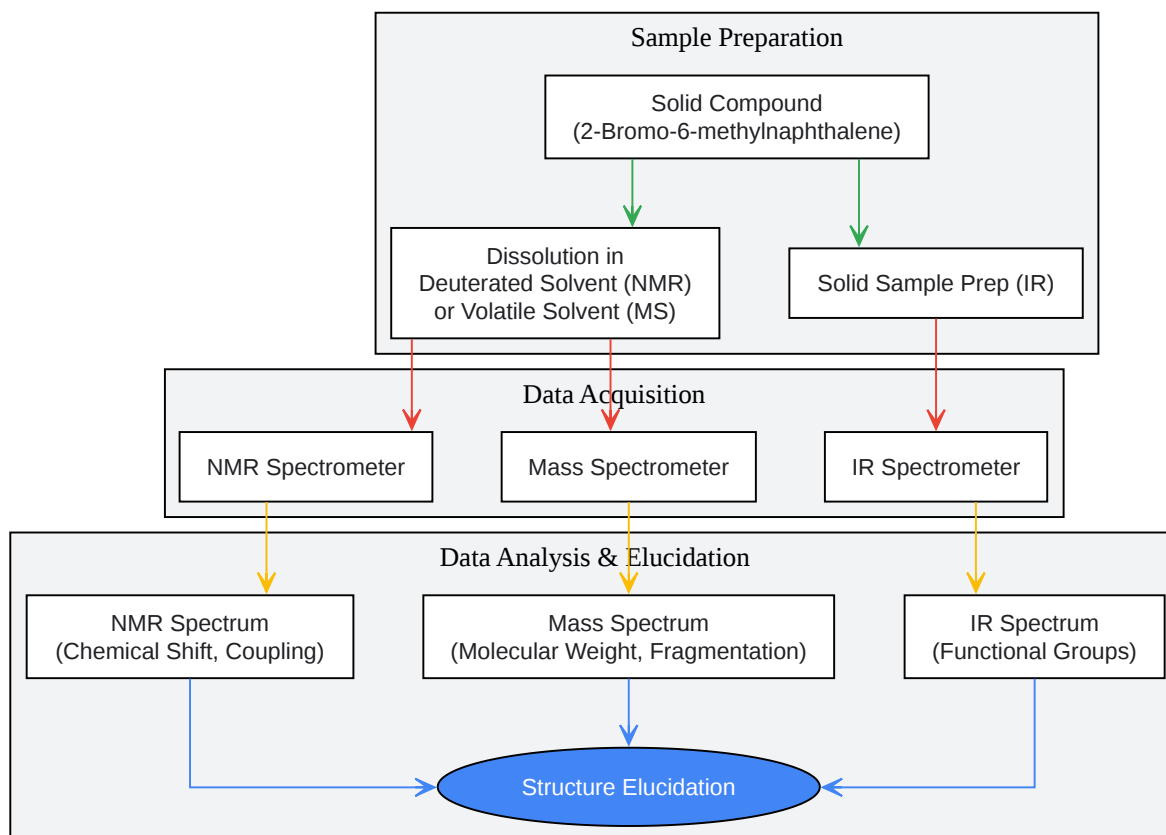 Sample Preparation
Solid Compound
(2-Bromo-6-methylnaphthalene)
Dissolution in
Deuterated Solvent (NMR)
or Volatile Solvent (MS)
Solid Sample Prep (IR)
Data Acquisition
NMR Spectrometer
Mass Spectrometer
IR Spectrometer
Data Analysis & Elucidation
NMR Spectrum
(Chemical Shift, Coupling)
Mass Spectrum
(Molecular Weight, Fragmentation)
IR Spectrum
(Functional Groups)
Structure Elucidation